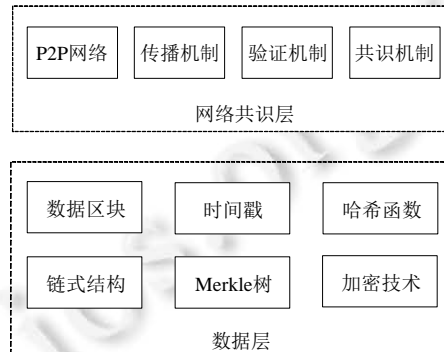 P2P网络 传播机制 验证机制 共识机制
网络共识层
数据区块 时间戳 哈希函数
链式结构 Merkle树 加密技术
数据层